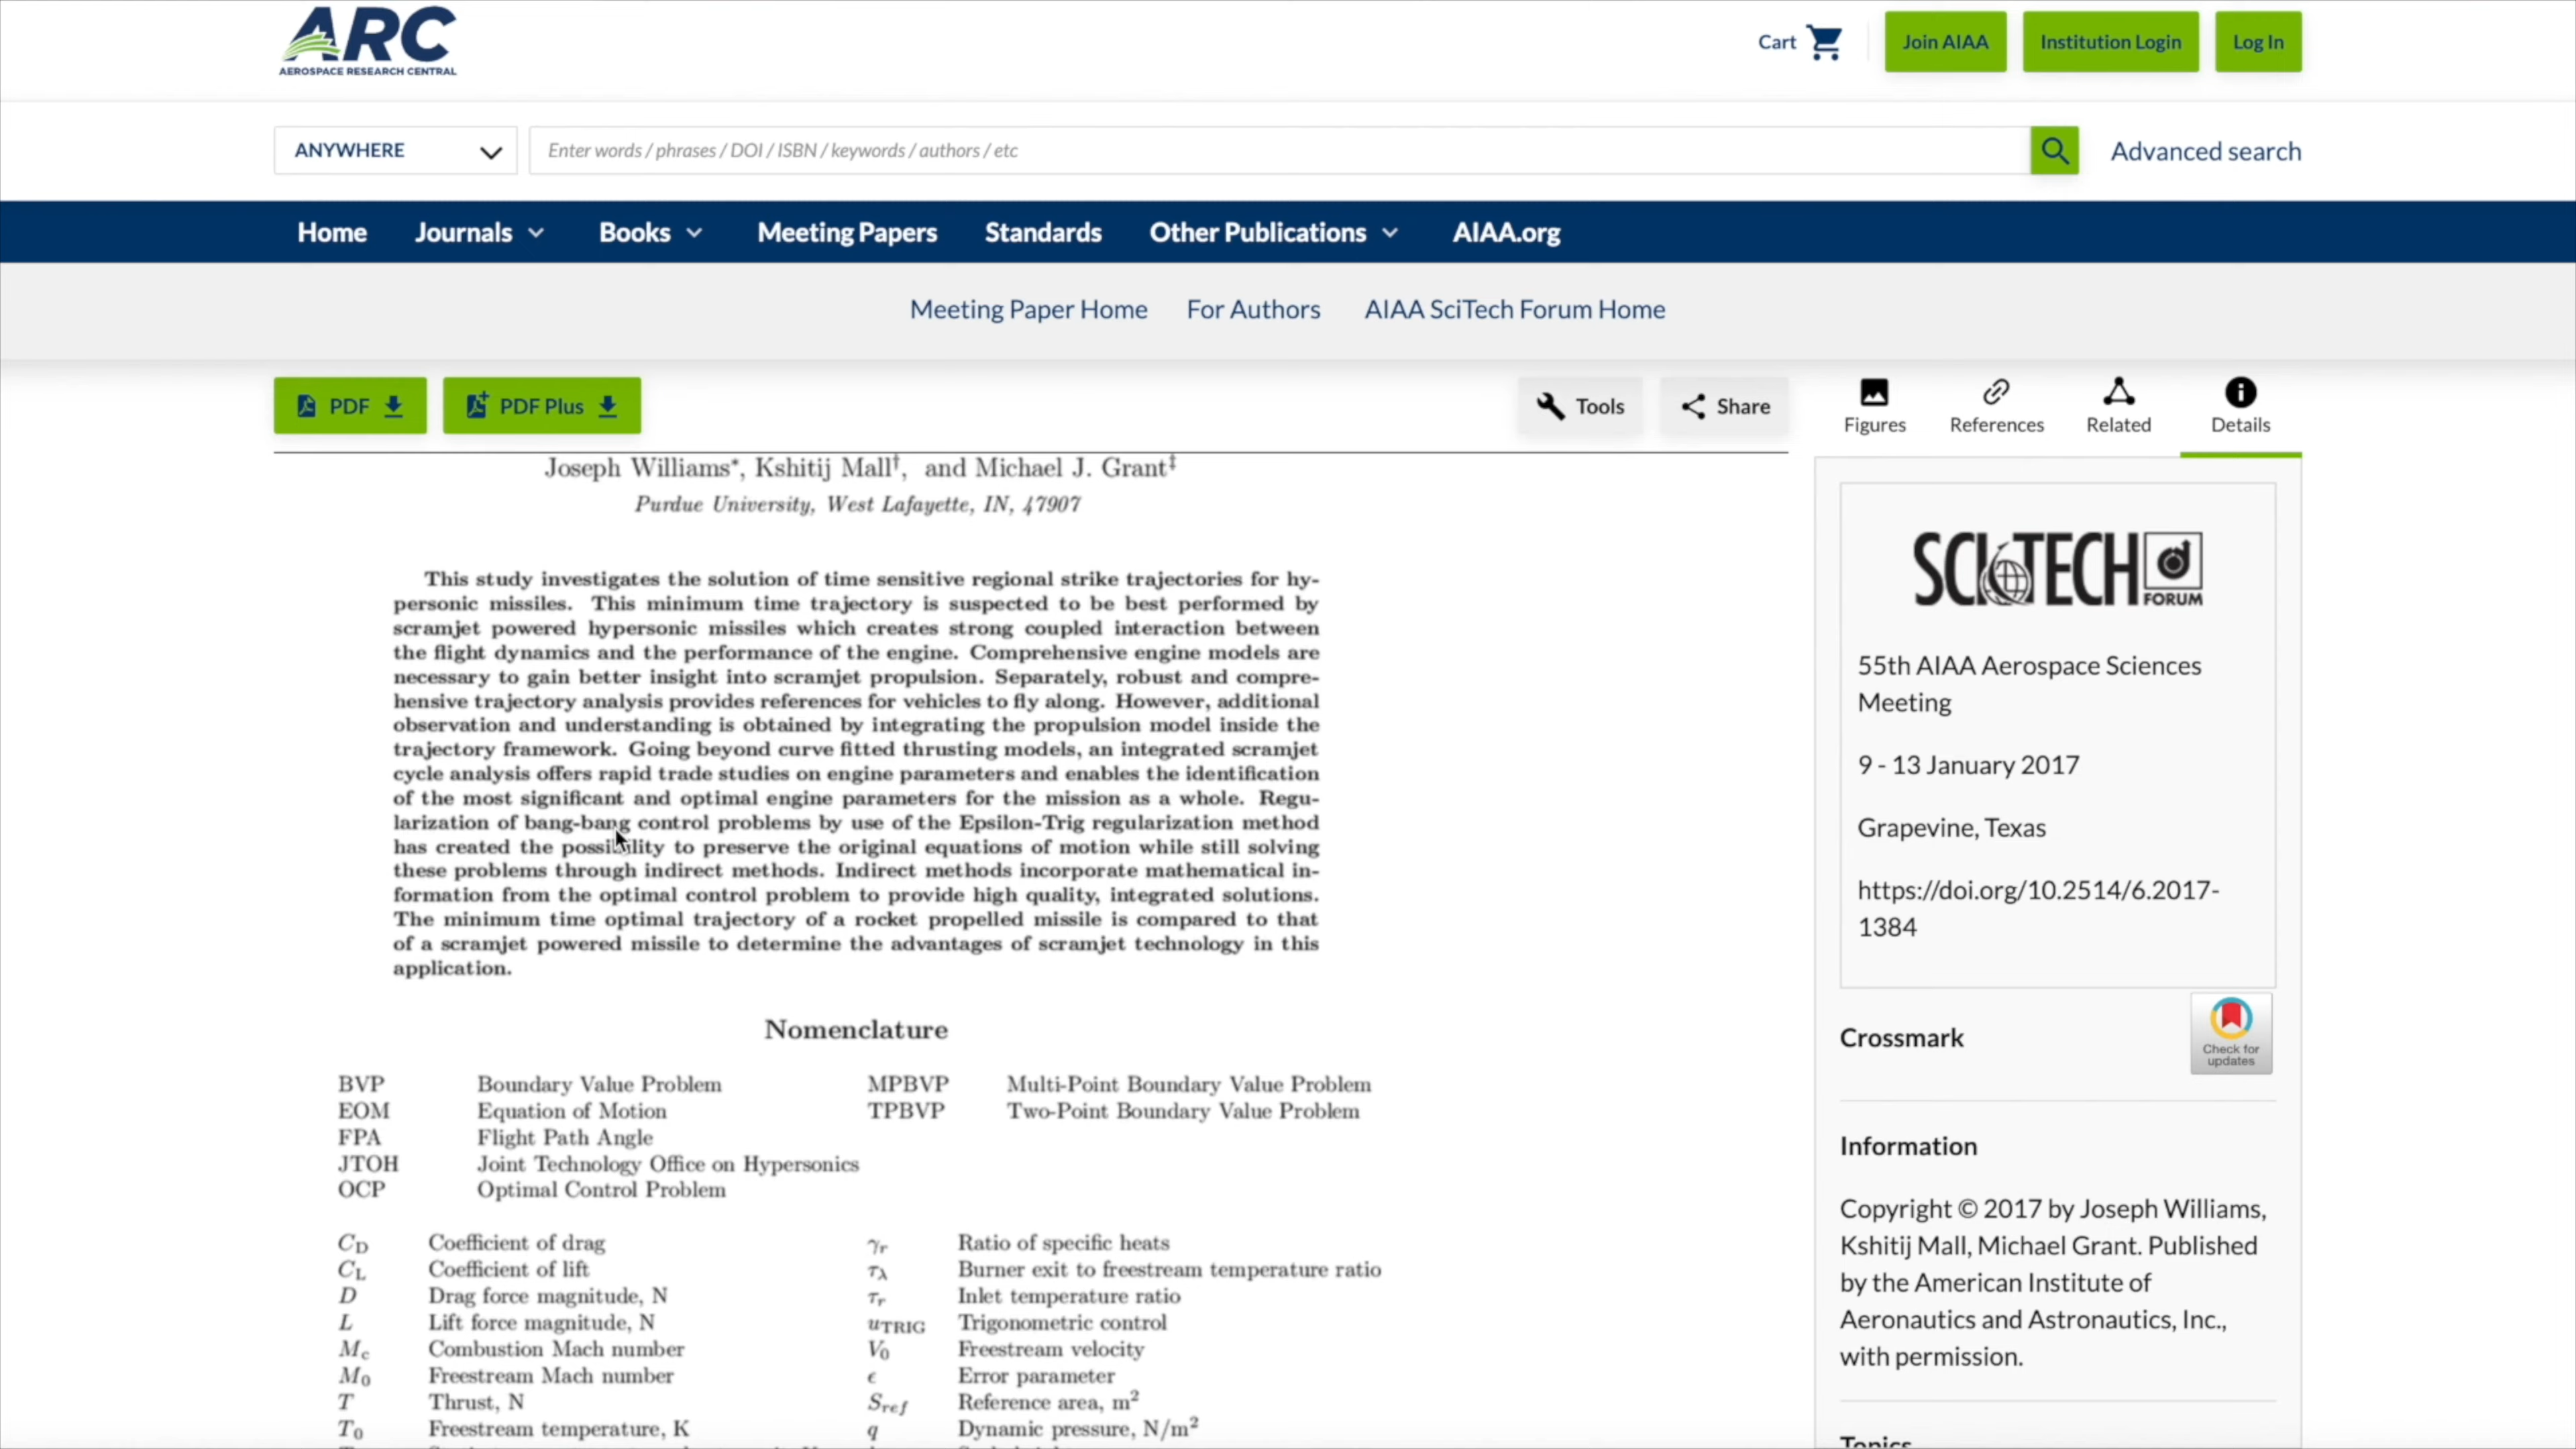 ARC
AEROSPACE RESEARCH CENTRAL
Cart
Join AIAA
Institution Login
Log In
ANYWHERE
Enter words / phrases / DOI / ISBN / keywords / authors / etc
Advanced search
Home
Journals
Books
Meeting Papers
Standards
Other Publications
AIAA.org
Meeting Paper Home
For Authors
AIAA SciTech Forum Home
PDF
PDF Plus
Tools
Share
Figures
References
Related
Details
Joseph Williams*, Kshitij Mall†, and Michael J. Grant‡
Purdue University, West Lafayette, IN, 47907
This study investigates the solution of time sensitive regional strike trajectories for hy-
personic missiles. This minimum time trajectory is suspected to be best performed by
scramjet powered hypersonic missiles which creates strong coupled interaction between
the flight dynamics and the performance of the engine. Comprehensive engine models are
necessary to gain better insight into scramjet propulsion. Separately, robust and compre-
hensive trajectory analysis provides references for vehicles to fly along. However, additional
observation and understanding is obtained by integrating the propulsion model inside the
trajectory framework. Going beyond curve fitted thrusting models, an integrated scramjet
cycle analysis offers rapid trade studies on engine parameters and enables the identification
of the most significant and optimal engine parameters for the mission as a whole. Regu-
larization of bang-bang control problems by use of the Epsilon-Trig regularization method
has created the possibility to preserve the original equations of motion while still solving
these problems through indirect methods. Indirect methods incorporate mathematical in-
formation from the optimal control problem to provide high quality, integrated solutions.
The minimum time optimal trajectory of a rocket propelled missile is compared to that
of a scramjet powered missile to determine the advantages of scramjet technology in this
application.
Nomenclature
BVP Boundary Value Problem
EOM Equation of Motion
FPA Flight Path Angle
JTOH Joint Technology Office on Hypersonics
OCP Optimal Control Problem
MPBVP Multi-Point Boundary Value Problem
TPBVP Two-Point Boundary Value Problem
C_D Coefficient of drag
C_L Coefficient of lift
D Drag force magnitude, N
L Lift force magnitude, N
M_c Combustion Mach number
M_0 Freestream Mach number
T Thrust, N
T_0 Freestream temperature, K
γ_r Ratio of specific heats
τ_λ Burner exit to freestream temperature ratio
τ_r Inlet temperature ratio
u_TRIG Trigonometric control
V_0 Freestream velocity
ϵ Error parameter
S_ref Reference area, m²
q Dynamic pressure, N/m²
SCITECH
FORUM
55th AIAA Aerospace Sciences
Meeting
9 - 13 January 2017
Grapevine, Texas
https://doi.org/10.2514/6.2017-
1384
Crossmark
Check for
updates
Information
Copyright © 2017 by Joseph Williams,
Kshitij Mall, Michael Grant. Published
by the American Institute of
Aeronautics and Astronautics, Inc.,
with permission.
Topics